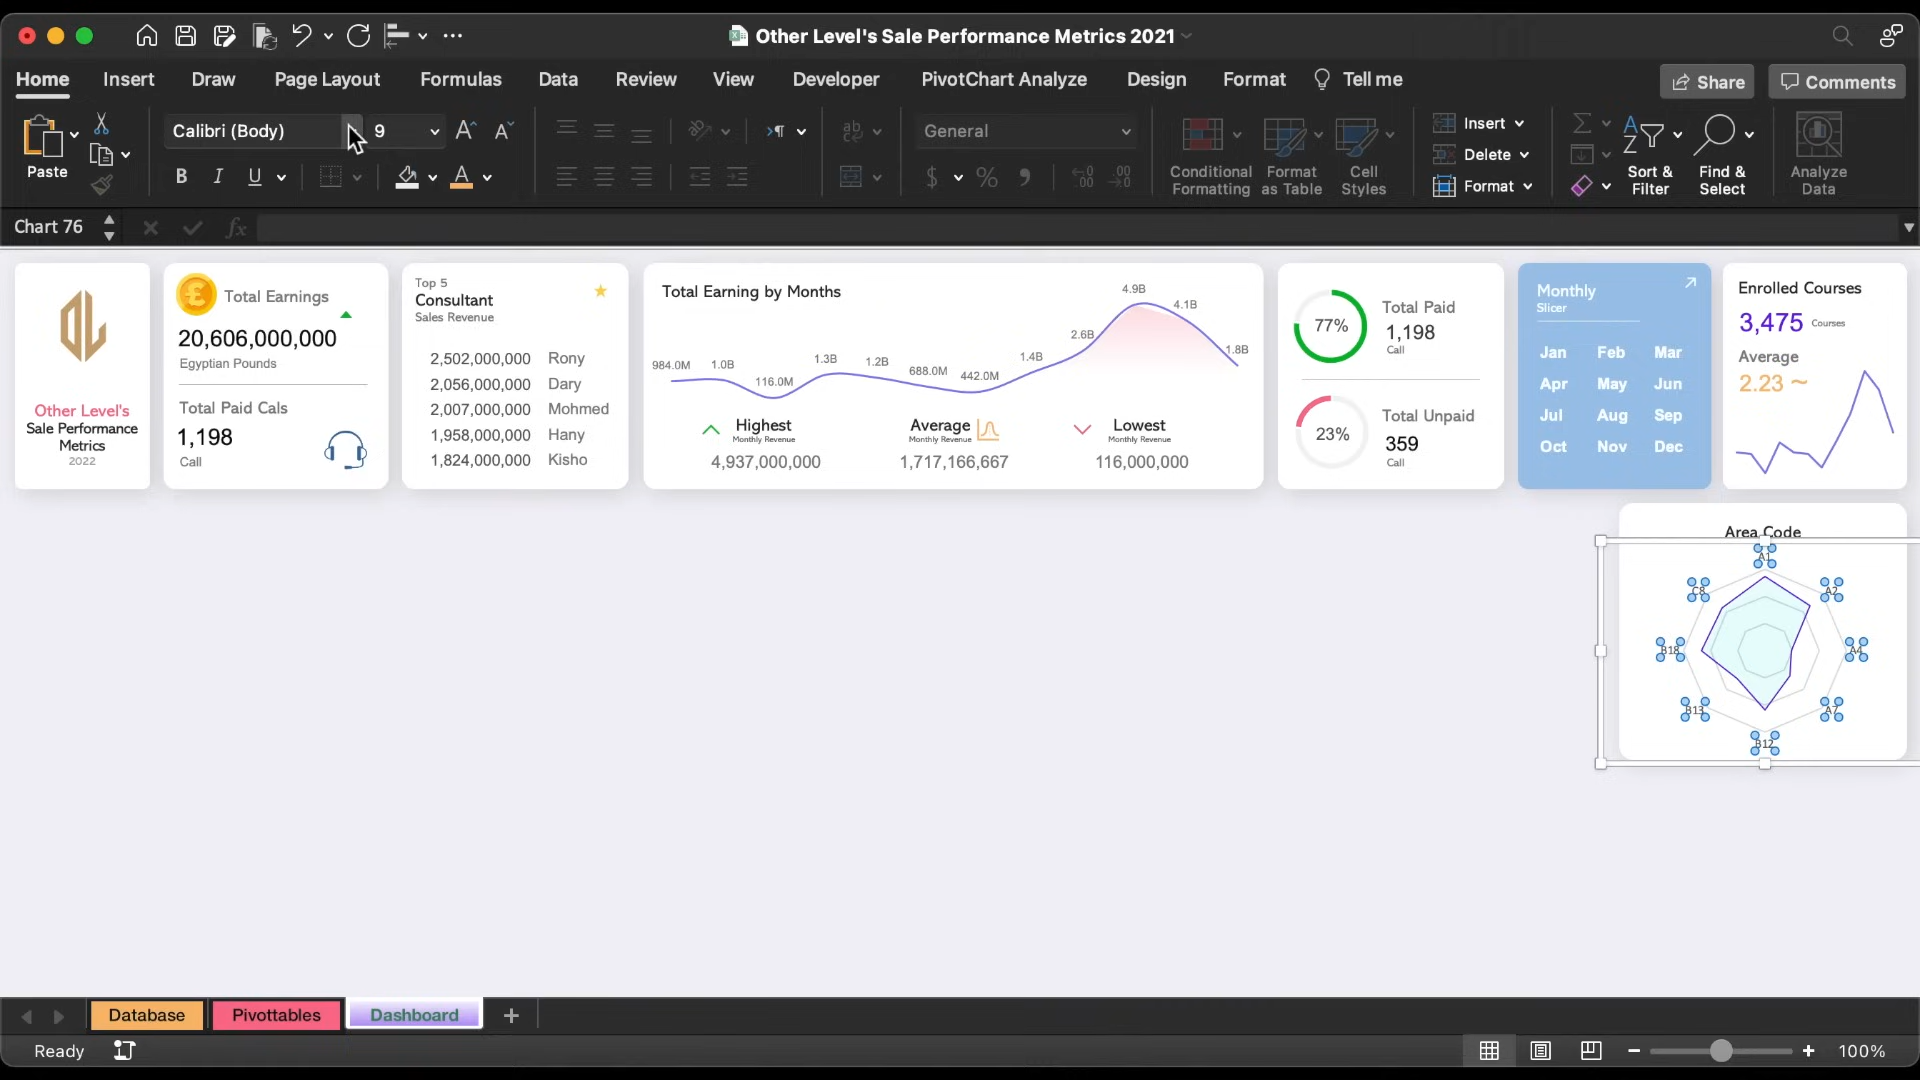 Other Level's Sale Performance Metrics 2021
Home Insert Draw Page Layout Formulas Data Review View Developer PivotChart Analyze Design Format Tell me Share Comments
Paste
Calibri (Body) 9
B I U
General
$ %
Conditional Formatting
Format as Table
Cell Styles
Insert
Delete
Format
Sort & Filter
Find & Select
Analyze Data
Chart 76 fx
Other Level's
Sale Performance
Metrics
2022
Total Earnings
20,606,000,000
Egyptian Pounds
Total Paid Cals
1,198
Call
Top 5
Consultant
Sales Revenue
2,502,000,000 Rony
2,056,000,000 Dary
2,007,000,000 Mohmed
1,958,000,000 Hany
1,824,000,000 Kisho
Total Earning by Months
984.0M 1.0B 116.0M 1.3B 1.2B 688.0M 442.0M 1.4B 2.6B 4.9B 4.1B 1.8B
Highest
Monthly Revenue
4,937,000,000
Average
Monthly Revenue
1,717,166,667
Lowest
Monthly Revenue
116,000,000
77%
Total Paid
1,198
Call
23%
Total Unpaid
359
Call
Monthly
Slicer
Jan Feb Mar
Apr May Jun
Jul Aug Sep
Oct Nov Dec
Enrolled Courses
3,475 Courses
Average
2.23 ~
Area Code
A1
A2
A4
A7
B12
B13
B18
C8
Database Pivottables Dashboard +
Ready
100%